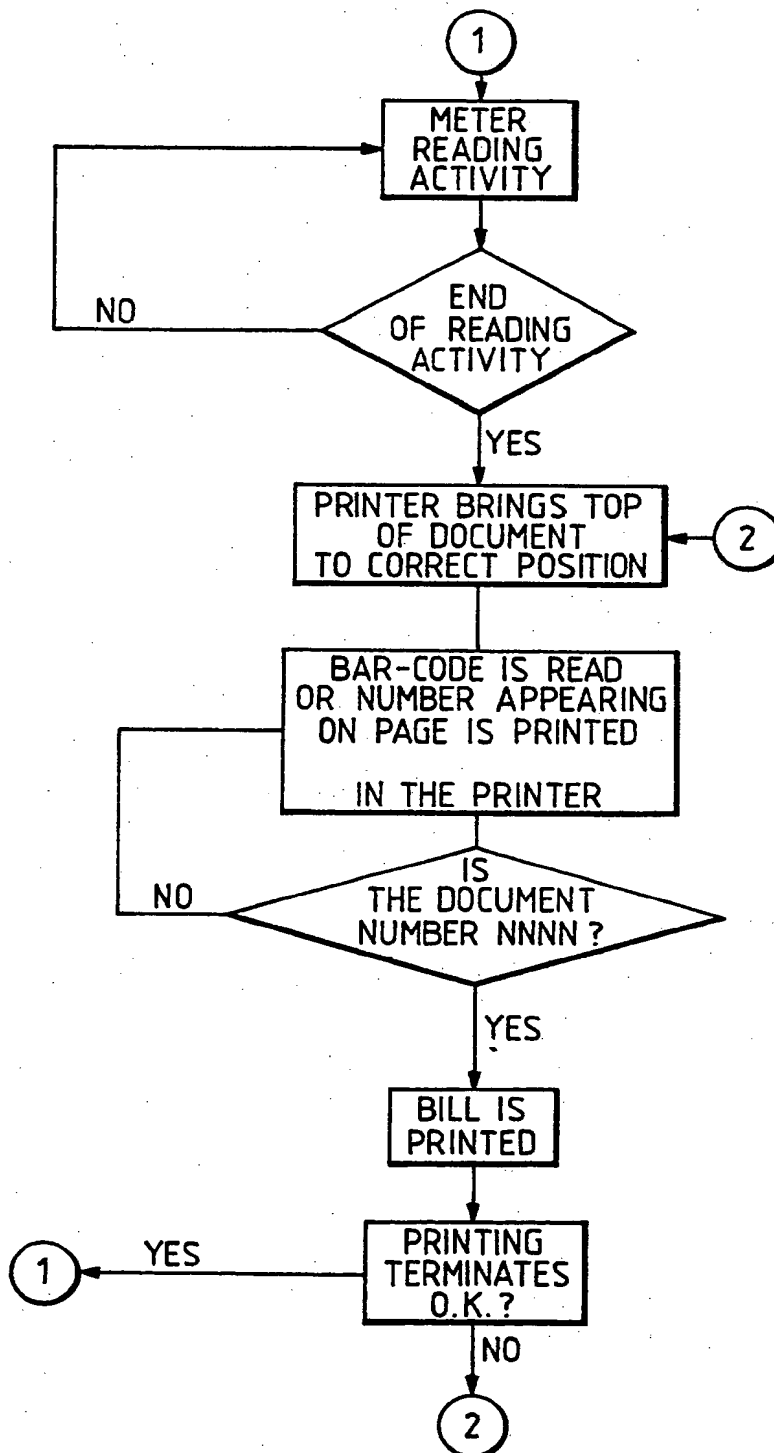 1
METER
READING
ACTIVITY
NO
END
OF READING
ACTIVITY
YES
PRINTER BRINGS TOP
OF DOCUMENT
TO CORRECT POSITION
2
BAR-CODE IS READ
OR NUMBER APPEARING
ON PAGE IS PRINTED
IN THE PRINTER
NO
IS
THE DOCUMENT
NUMBER NNNN ?
YES
BILL IS
PRINTED
1
YES
PRINTING
TERMINATES
O.K. ?
NO
2